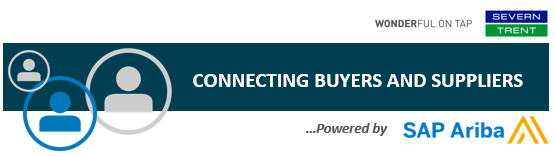 WONDERFUL ON TAP
SEVERN
TRENT
CONNECTING BUYERS AND SUPPLIERS
...Powered by SAP Ariba